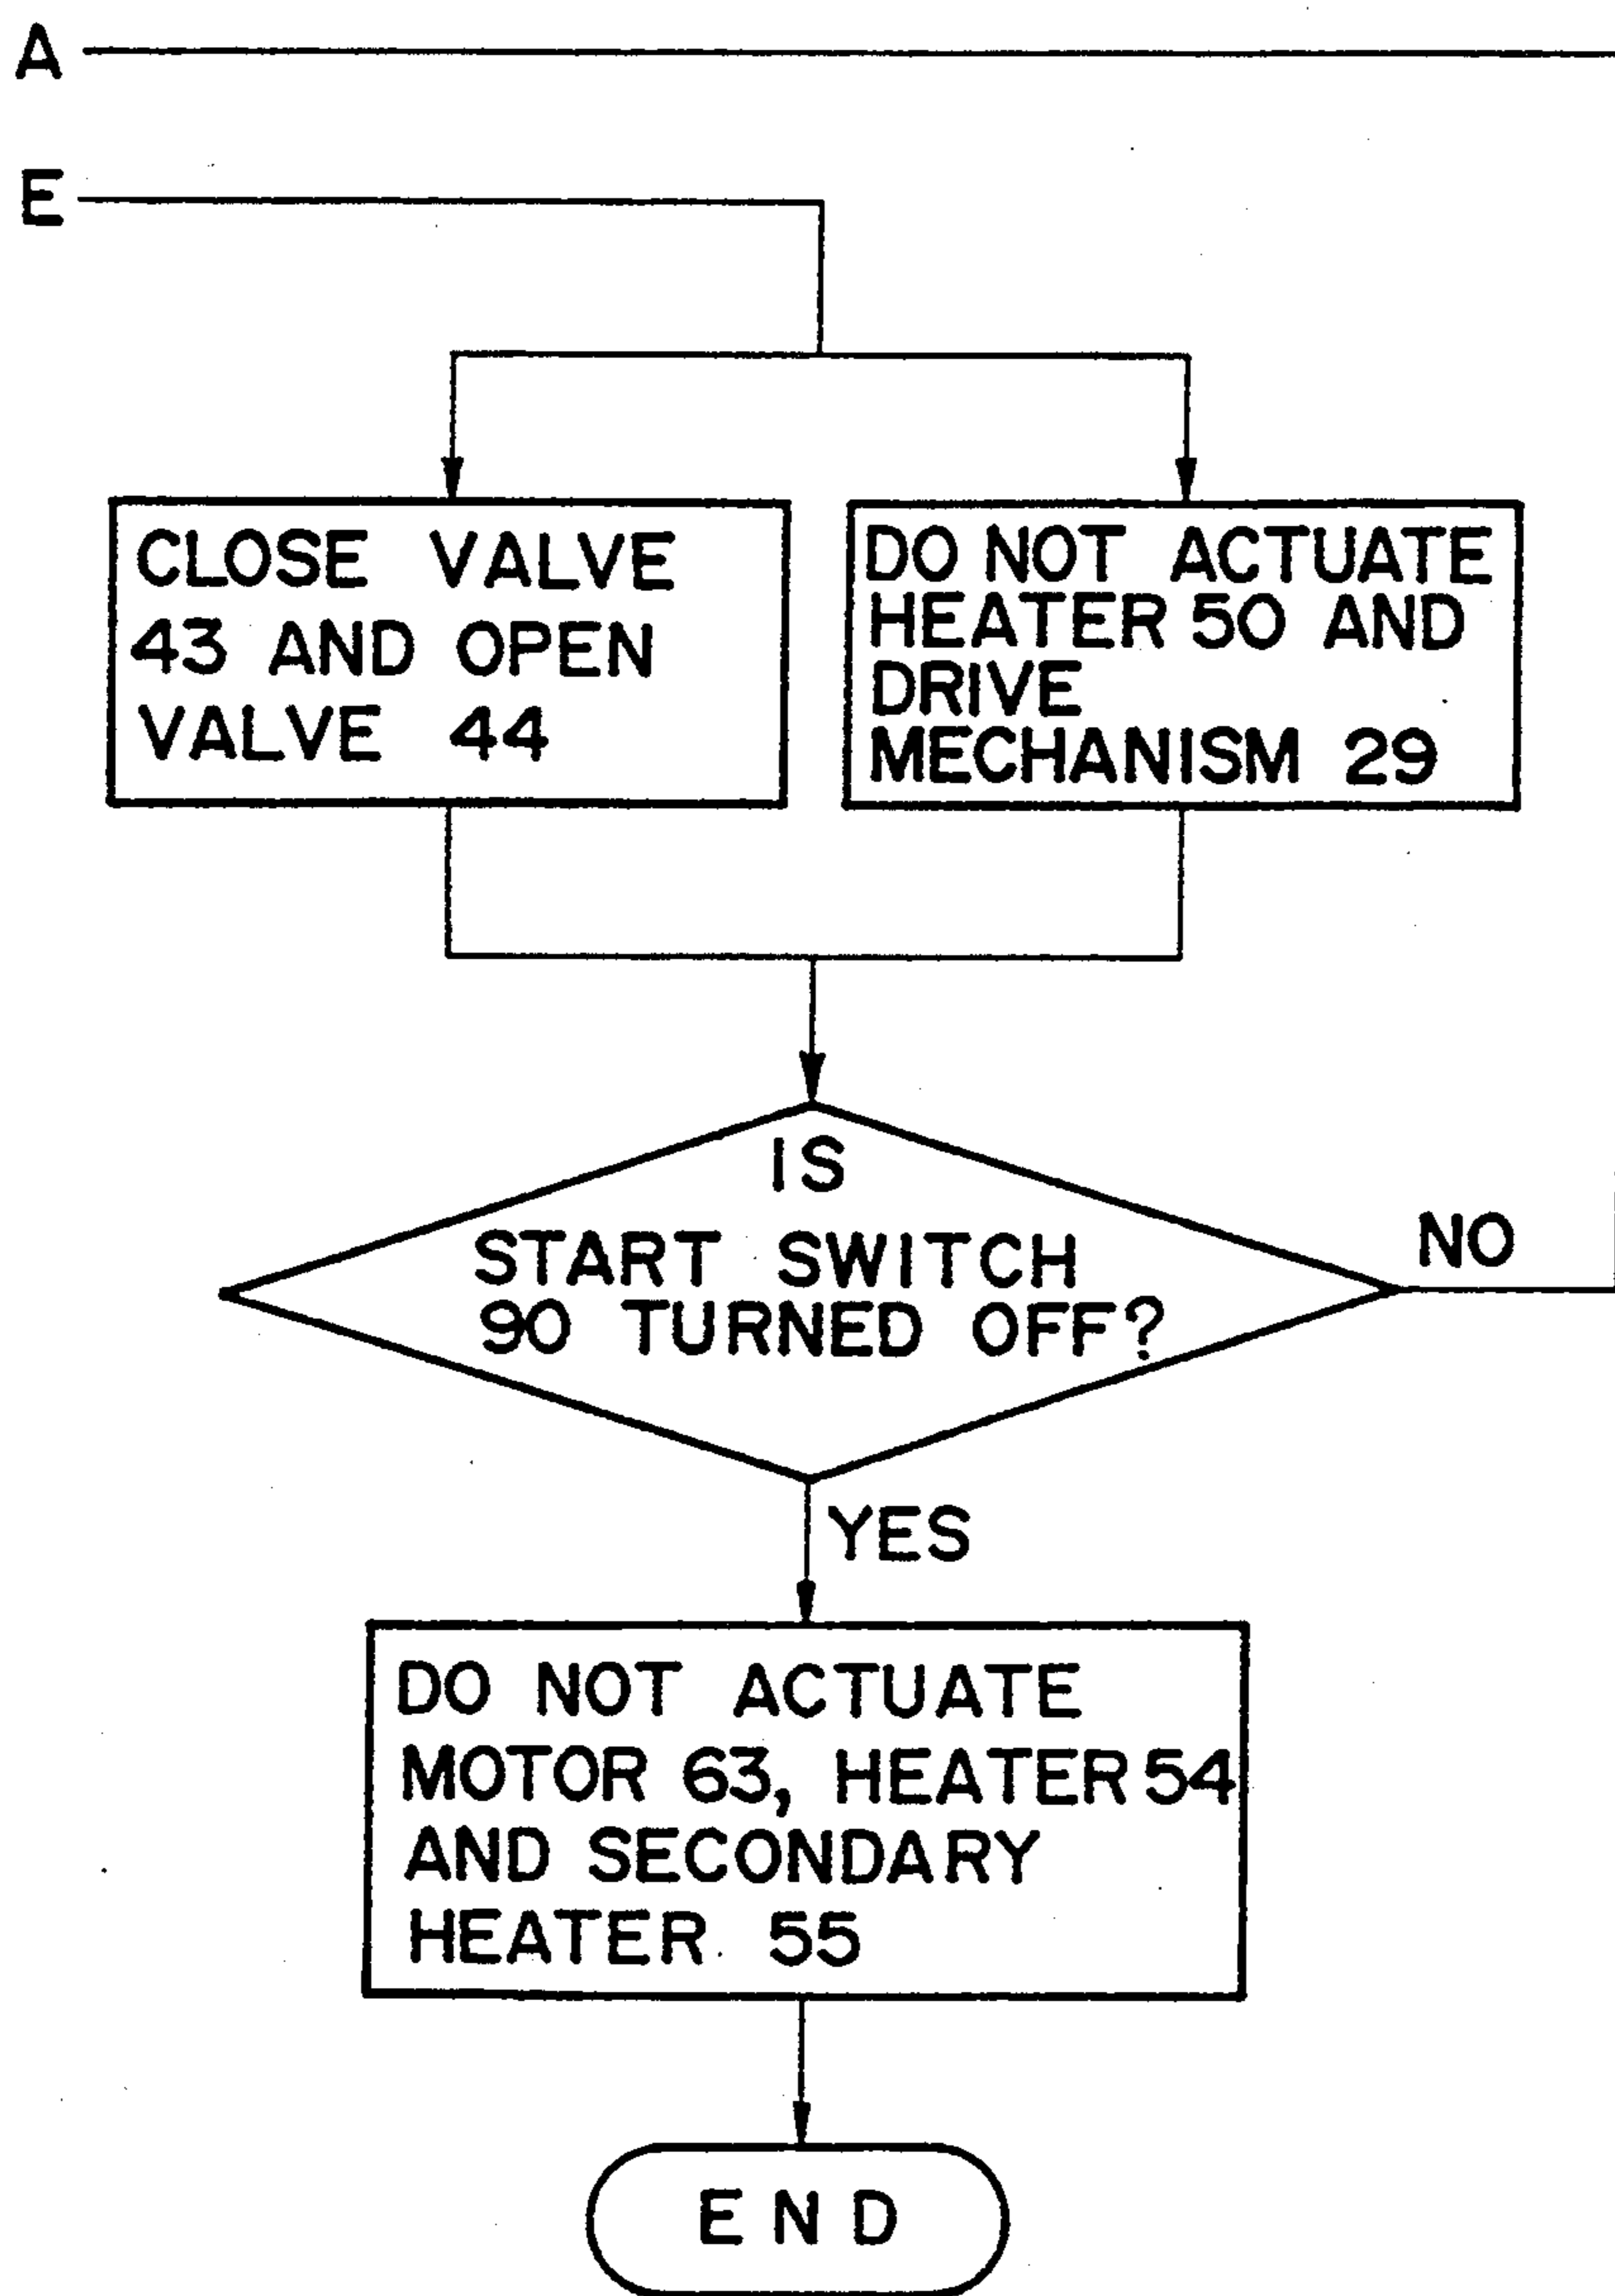 A
E
CLOSE VALVE
43 AND OPEN
VALVE 44
DO NOT ACTUATE
HEATER 50 AND
DRIVE
MECHANISM 29
IS
START SWITCH
90 TURNED OFF?
NO
YES
DO NOT ACTUATE
MOTOR 63, HEATER 54
AND SECONDARY
HEATER 55
END